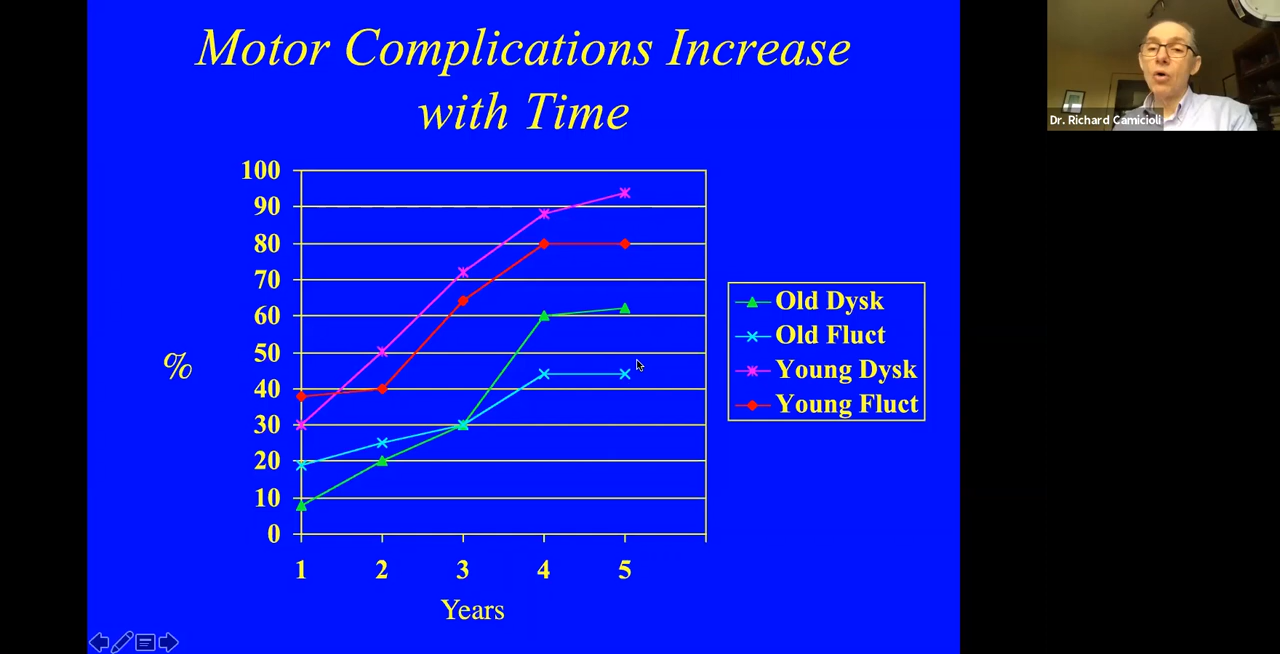 Motor Complications Increase
with Time
Dr. Richard Camicioli
100
90
80
70
60
50
40
30
20
10
0
%
1 2 3 4 5
Years
Old Dysk
Old Fluct
Young Dysk
Young Fluct